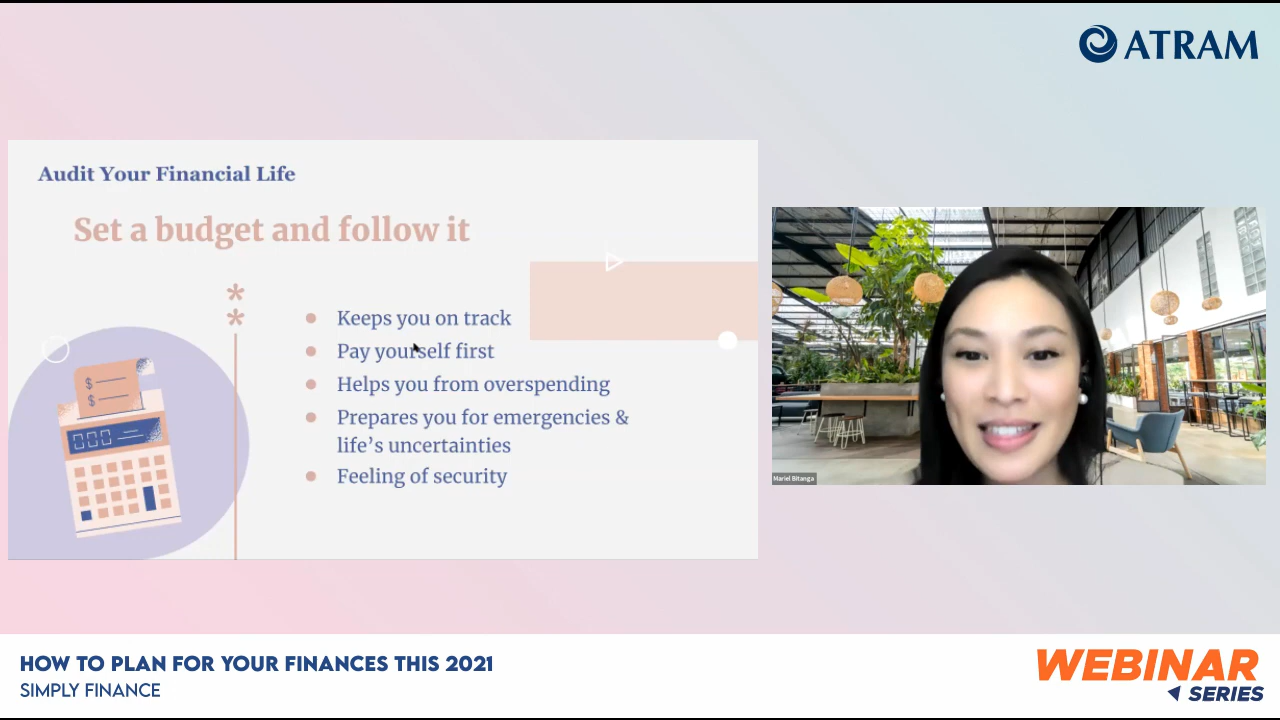 ATRAM
Audit Your Financial Life
Set a budget and follow it
Keeps you on track
Pay yourself first
Helps you from overspending
Prepares you for emergencies &
life's uncertainties
Feeling of security
$
$
000
Mariel Bitanga
HOW TO PLAN FOR YOUR FINANCES THIS 2021
SIMPLY FINANCE
WEBINAR
SERIES